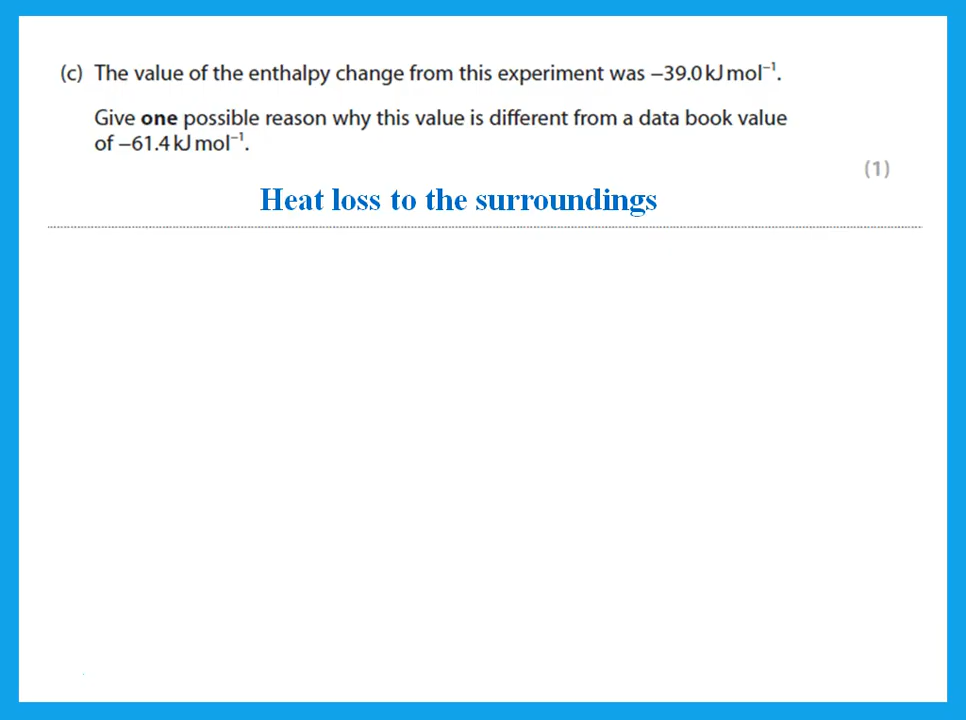 (c) The value of the enthalpy change from this experiment was −39.0 kJ mol⁻¹.
Give one possible reason why this value is different from a data book value
of −61.4 kJ mol⁻¹.
(1)
Heat loss to the surroundings